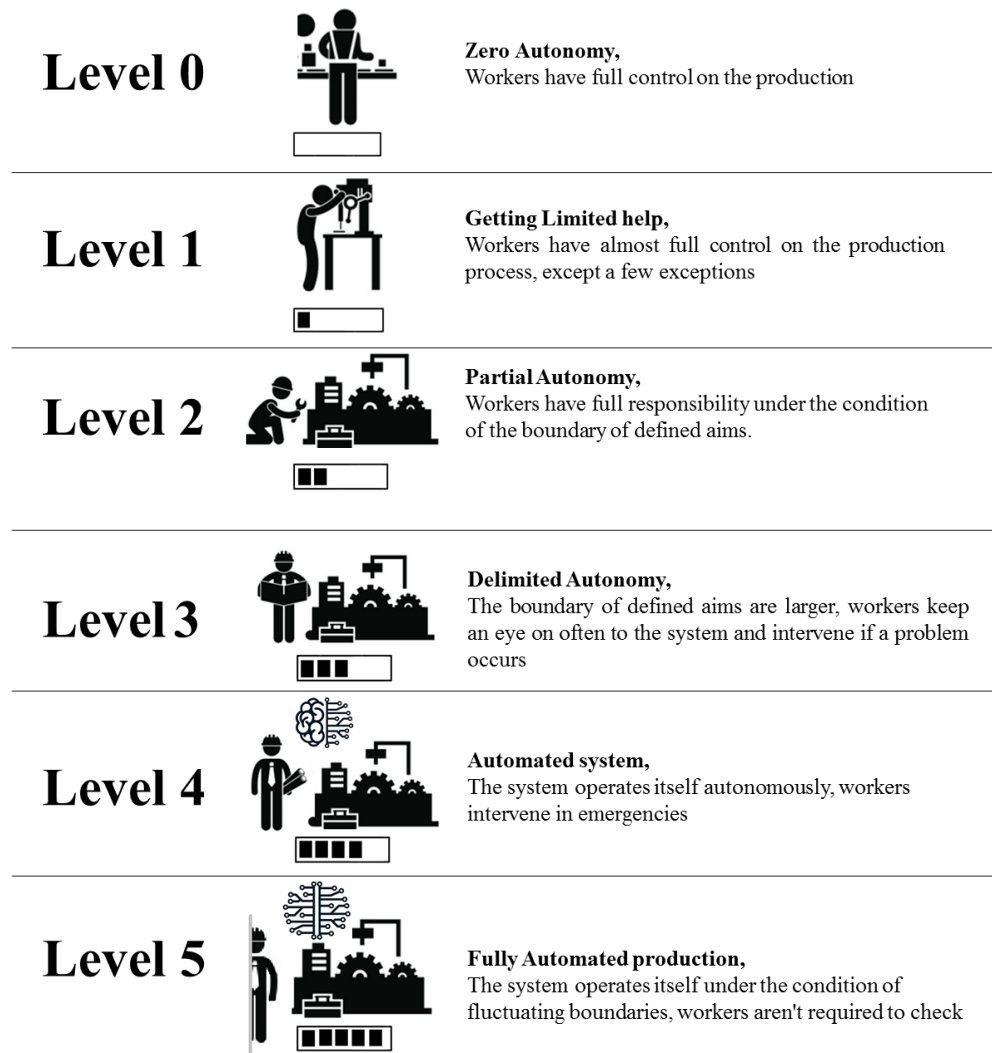 Level 0
Zero Autonomy,
Workers have full control on the production
Level 1
Getting Limited help,
Workers have almost full control on the production
process, except a few exceptions
Level 2
Partial Autonomy,
Workers have full responsibility under the condition
of the boundary of defined aims.
Level 3
Delimited Autonomy,
The boundary of defined aims are larger, workers keep
an eye on often to the system and intervene if a problem
occurs
Level 4
Automated system,
The system operates itself autonomously, workers
intervene in emergencies
Level 5
Fully Automated production,
The system operates itself under the condition of
fluctuating boundaries, workers aren't required to check